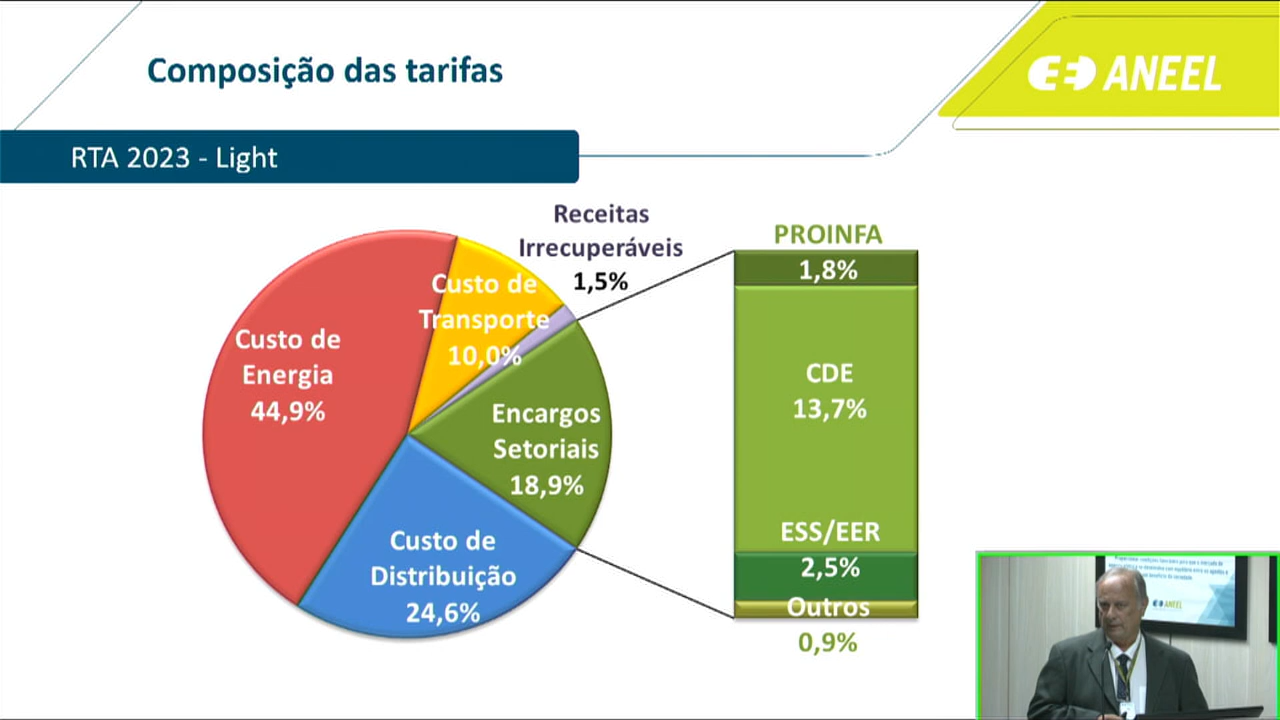 Composição das tarifas
ANEEL
RTA 2023 - Light
Receitas
Irrecuperáveis
1,5%
Custo de
Transporte
10,0%
Custo de
Energia
44,9%
Encargos
Setoriais
18,9%
Custo de
Distribuição
24,6%
PROINFA
1,8%
CDE
13,7%
ESS/EER
2,5%
Outros
0,9%
ANEEL